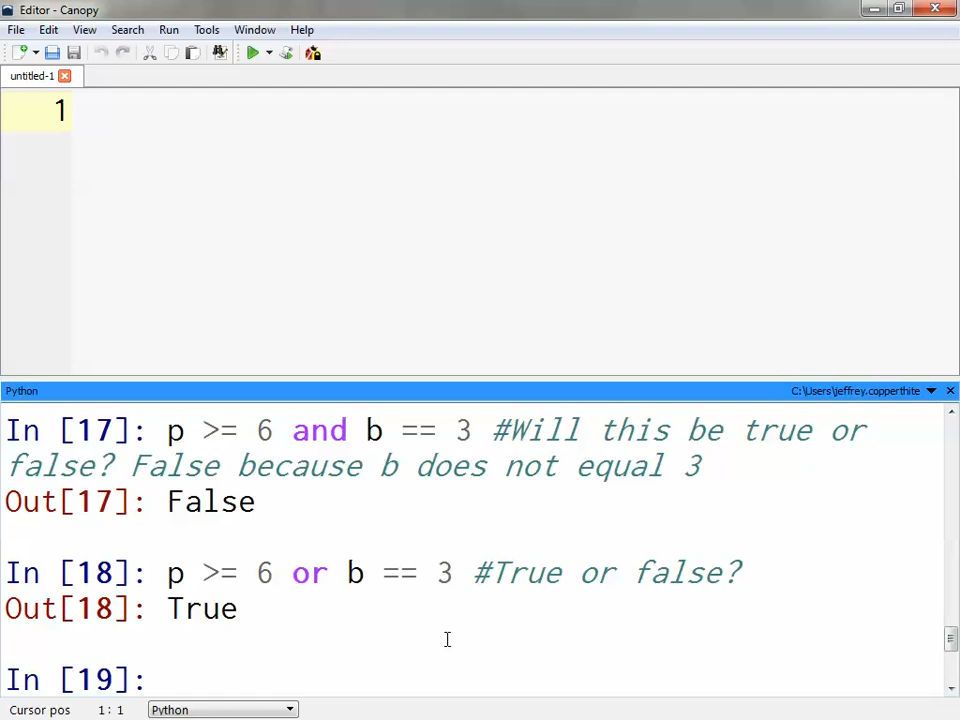 Editor - Canopy
File Edit View Search Run Tools Window Help
untitled-1
1
Python C:\Users\jeffrey.copperthite
In [17]: p >= 6 and b == 3 #Will this be true or
false? False because b does not equal 3
Out[17]: False
In [18]: p >= 6 or b == 3 #True or false?
Out[18]: True
In [19]:
Cursor pos 1: 1 Python